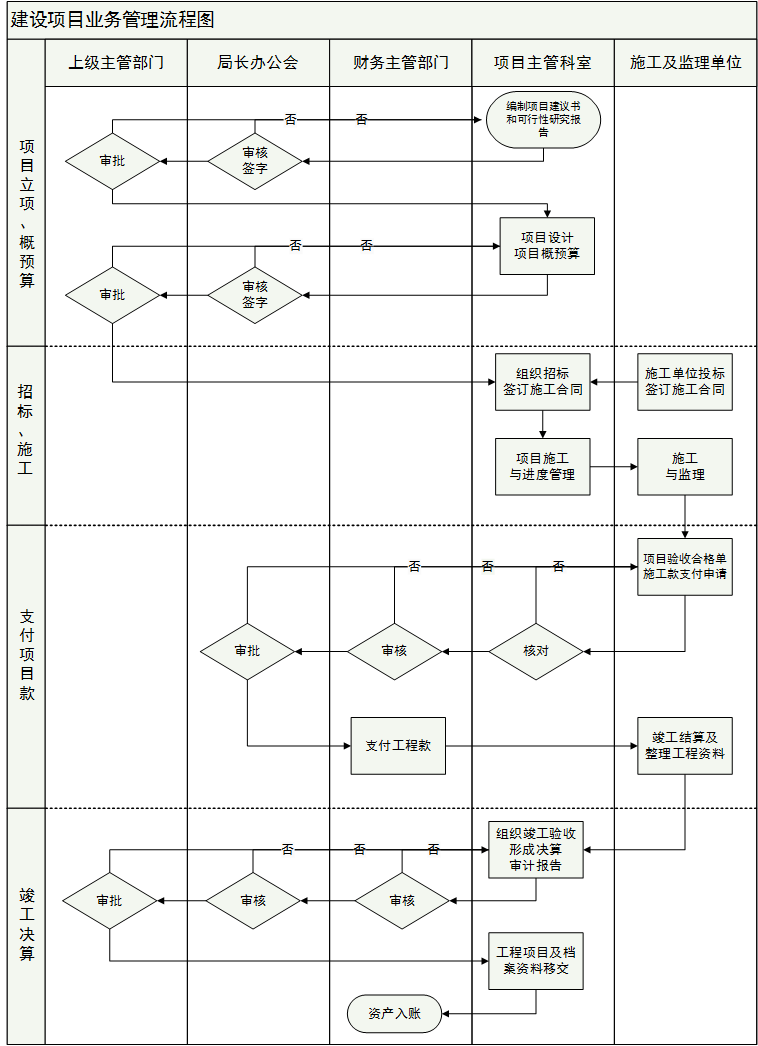 建设项目业务管理流程图
上级主管部门
局长办公会
财务主管部门
项目主管科室
施工及监理单位
项目立项、概预算
编制项目建议书
和可行性研究报
告
否
否
审批
审核
签字
项目设计
项目概预算
否
否
审批
审核
签字
招标、施工
组织招标
签订施工合同
施工单位投标
签订施工合同
项目施工
与进度管理
施工
与监理
支付项目款
项目验收合格单
施工款支付申请
否
否
否
审批
审核
核对
支付工程款
竣工结算及
整理工程资料
竣工决算
组织竣工验收
形成决算
审计报告
否
否
否
审批
审核
审核
工程项目及档
案资料移交
资产入账